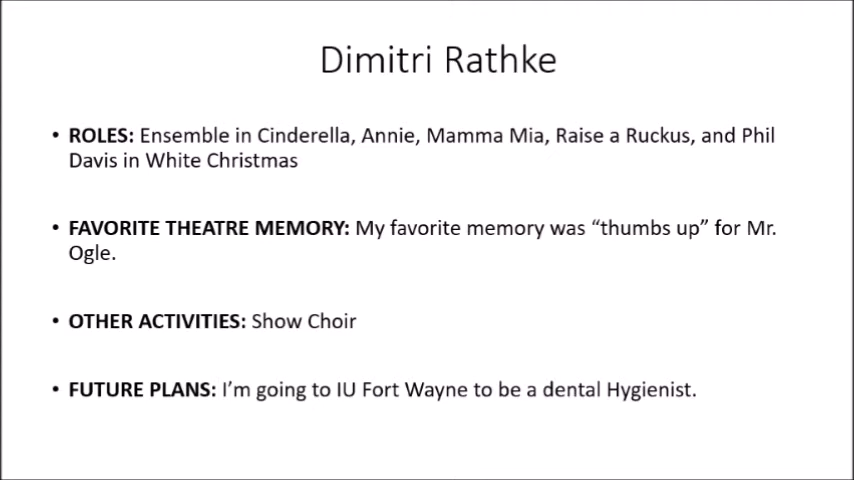 Dimitri Rathke
• ROLES: Ensemble in Cinderella, Annie, Mamma Mia, Raise a Ruckus, and Phil
Davis in White Christmas
• FAVORITE THEATRE MEMORY: My favorite memory was “thumbs up” for Mr.
Ogle.
• OTHER ACTIVITIES: Show Choir
• FUTURE PLANS: I’m going to IU Fort Wayne to be a dental Hygienist.